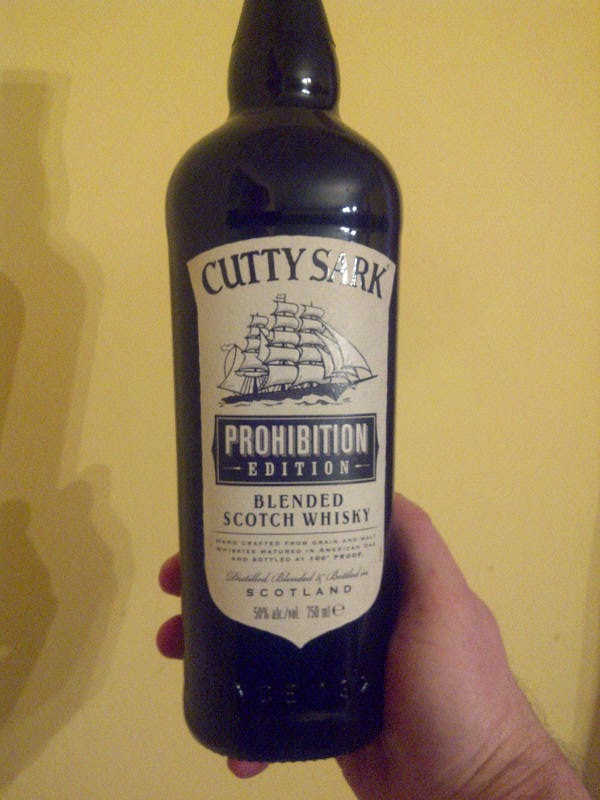 CUTTY SARK
PROHIBITION
EDITION
BLENDED
SCOTCH WHISKY
HAND CRAFTED FROM GRAIN AND MALT
WHISKIES MATURED IN AMERICAN OAK
AND BOTTLED AT 100° PROOF.
Distilled, Blended & Bottled in
SCOTLAND
50% alc./vol. 750 ml ℮